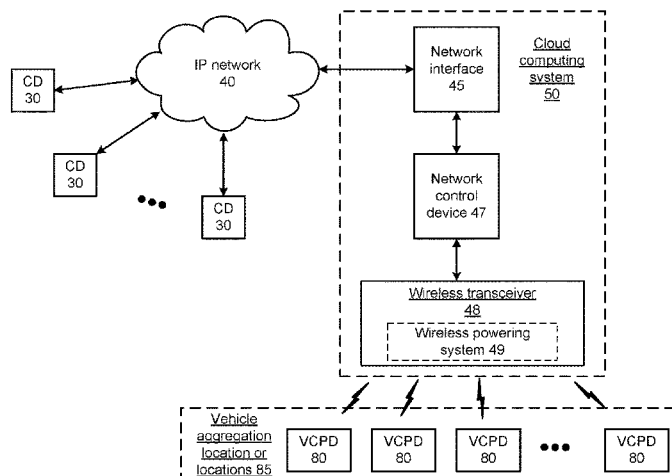 IP network
40
CD
30
CD
30
CD
30
Network
interface
45
Cloud
computing
system
50
Network
control
device 47
Wireless transceiver
48
Wireless powering
system 49
Vehicle
aggregation
location or
locations 85
VCPD
80
VCPD
80
VCPD
80
VCPD
80